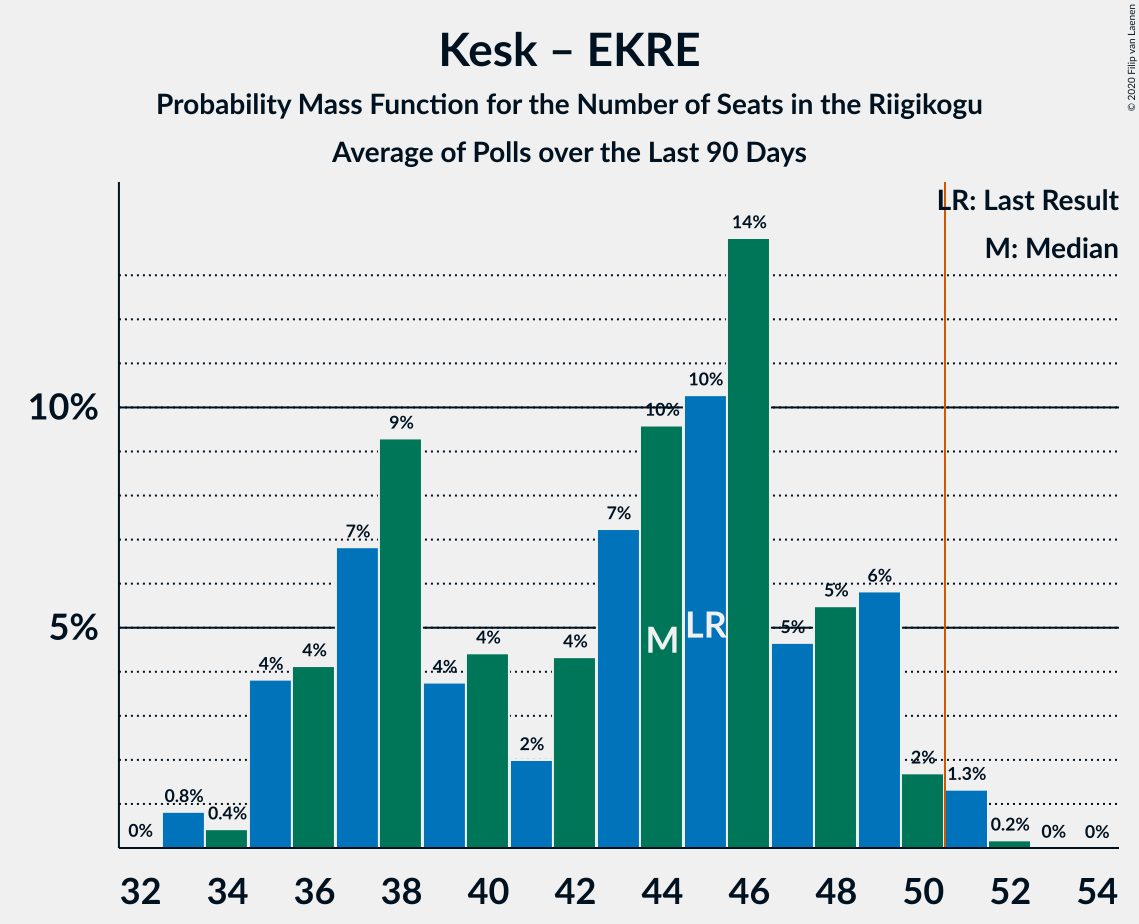 Kesk – EKRE
Probability Mass Function for the Number of Seats in the Riigikogu
Average of Polls over the Last 90 Days
© 2020 Filip van Laenen
LR: Last Result
M: Median
10%
5%
0%
0.8%
0.4%
4%
4%
7%
9%
4%
4%
2%
4%
7%
10%
10%
14%
5%
5%
6%
2%
1.3%
0.2%
0%
0%
M
LR
32 34 36 38 40 42 44 46 48 50 52 54